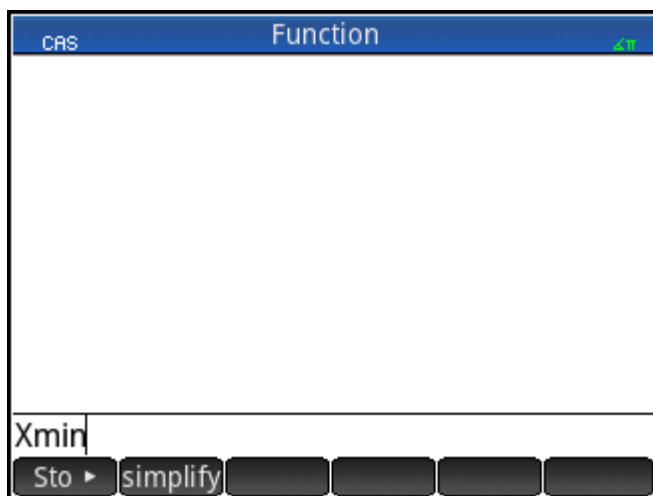 CAS Function ∡π
Xmin
Sto ► simplify